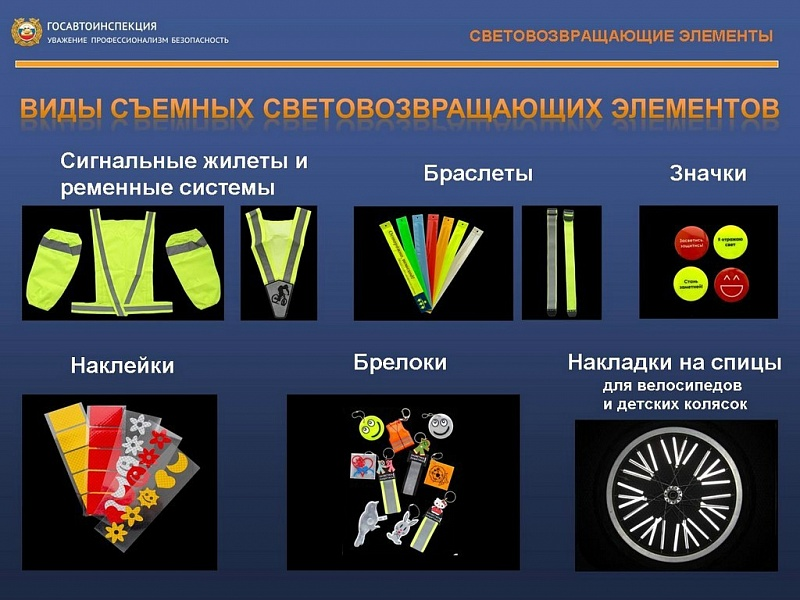 ГОСАВТОИНСПЕКЦИЯ
УВАЖЕНИЕ ПРОФЕССИОНАЛИЗМ БЕЗОПАСНОСТЬ
СВЕТОВОЗВРАЩАЮЩИЕ ЭЛЕМЕНТЫ
ВИДЫ СЪЕМНЫХ СВЕТОВОЗВРАЩАЮЩИХ ЭЛЕМЕНТОВ
Сигнальные жилеты и
ременные системы
Браслеты
Значки
Засветись
защитись!
Я отражаю
свет
Стань
заметней!
Наклейки
Брелоки
Накладки на спицы
для велосипедов
и детских колясок